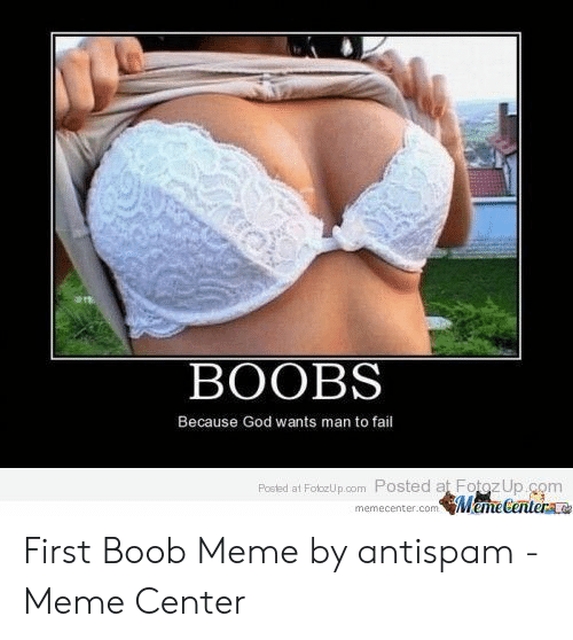 BOOBS
Because God wants man to fail
Posted at FotozUp.com Posted at FotozUp.com
memecenter.com MemeCenter
First Boob Meme by antispam -
Meme Center